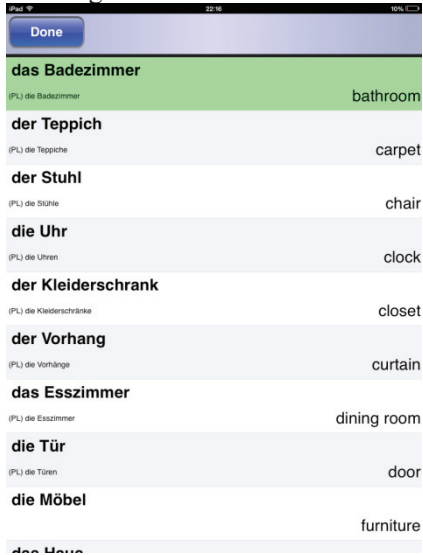 iPad 22:16 10%
Done
das Badezimmer
(PL) die Badezimmer
bathroom
der Teppich
(PL) die Teppiche
carpet
der Stuhl
(PL) die Stühle
chair
die Uhr
(PL) die Uhren
clock
der Kleiderschrank
(PL) die Kleiderschränke
closet
der Vorhang
(PL) die Vorhänge
curtain
das Esszimmer
(PL) die Esszimmer
dining room
die Tür
(PL) die Türen
door
die Möbel
furniture
das Haus